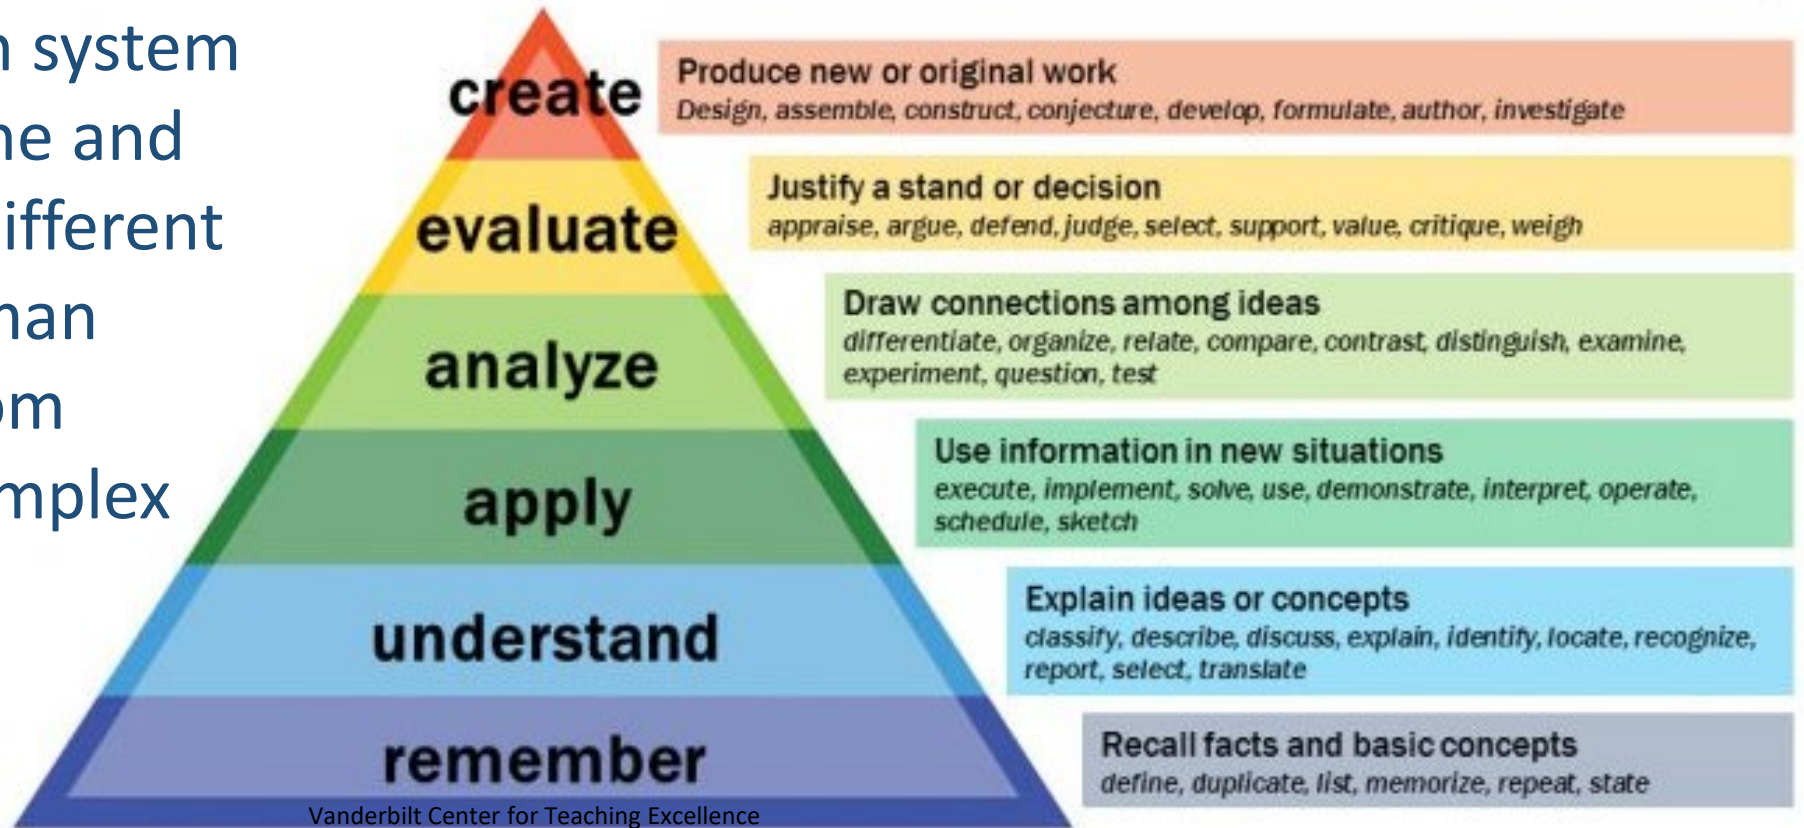 system
and
ifferent
om
mplex
create
Produce new or original work
Design, assemble, construct, conjecture, develop, formulate, author, investigate
evaluate
Justify a stand or decision
appraise, argue, defend, judge, select, support, value, critique, weigh
analyze
Draw connections among ideas
differentiate, organize, relate, compare, contrast, distinguish, examine,
experiment, question, test
apply
Use information in new situations
execute, implement, solve, use, demonstrate, interpret, operate,
schedule, sketch
understand
Explain ideas or concepts
classify, describe, discuss, explain, identify, locate, recognize,
report, select, translate
remember
Recall facts and basic concepts
define, duplicate, list, memorize, repeat, state
Vanderbilt Center for Teaching Excellence